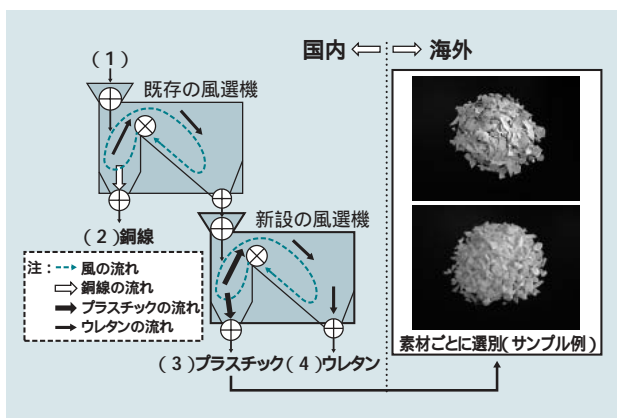 国内 海外
(1)
既存の風選機
(2)銅線
新設の風選機
注:
風の流れ
銅線の流れ
プラスチックの流れ
ウレタンの流れ
(3)プラスチック(4)ウレタン
素材ごとに選別(サンプル例)